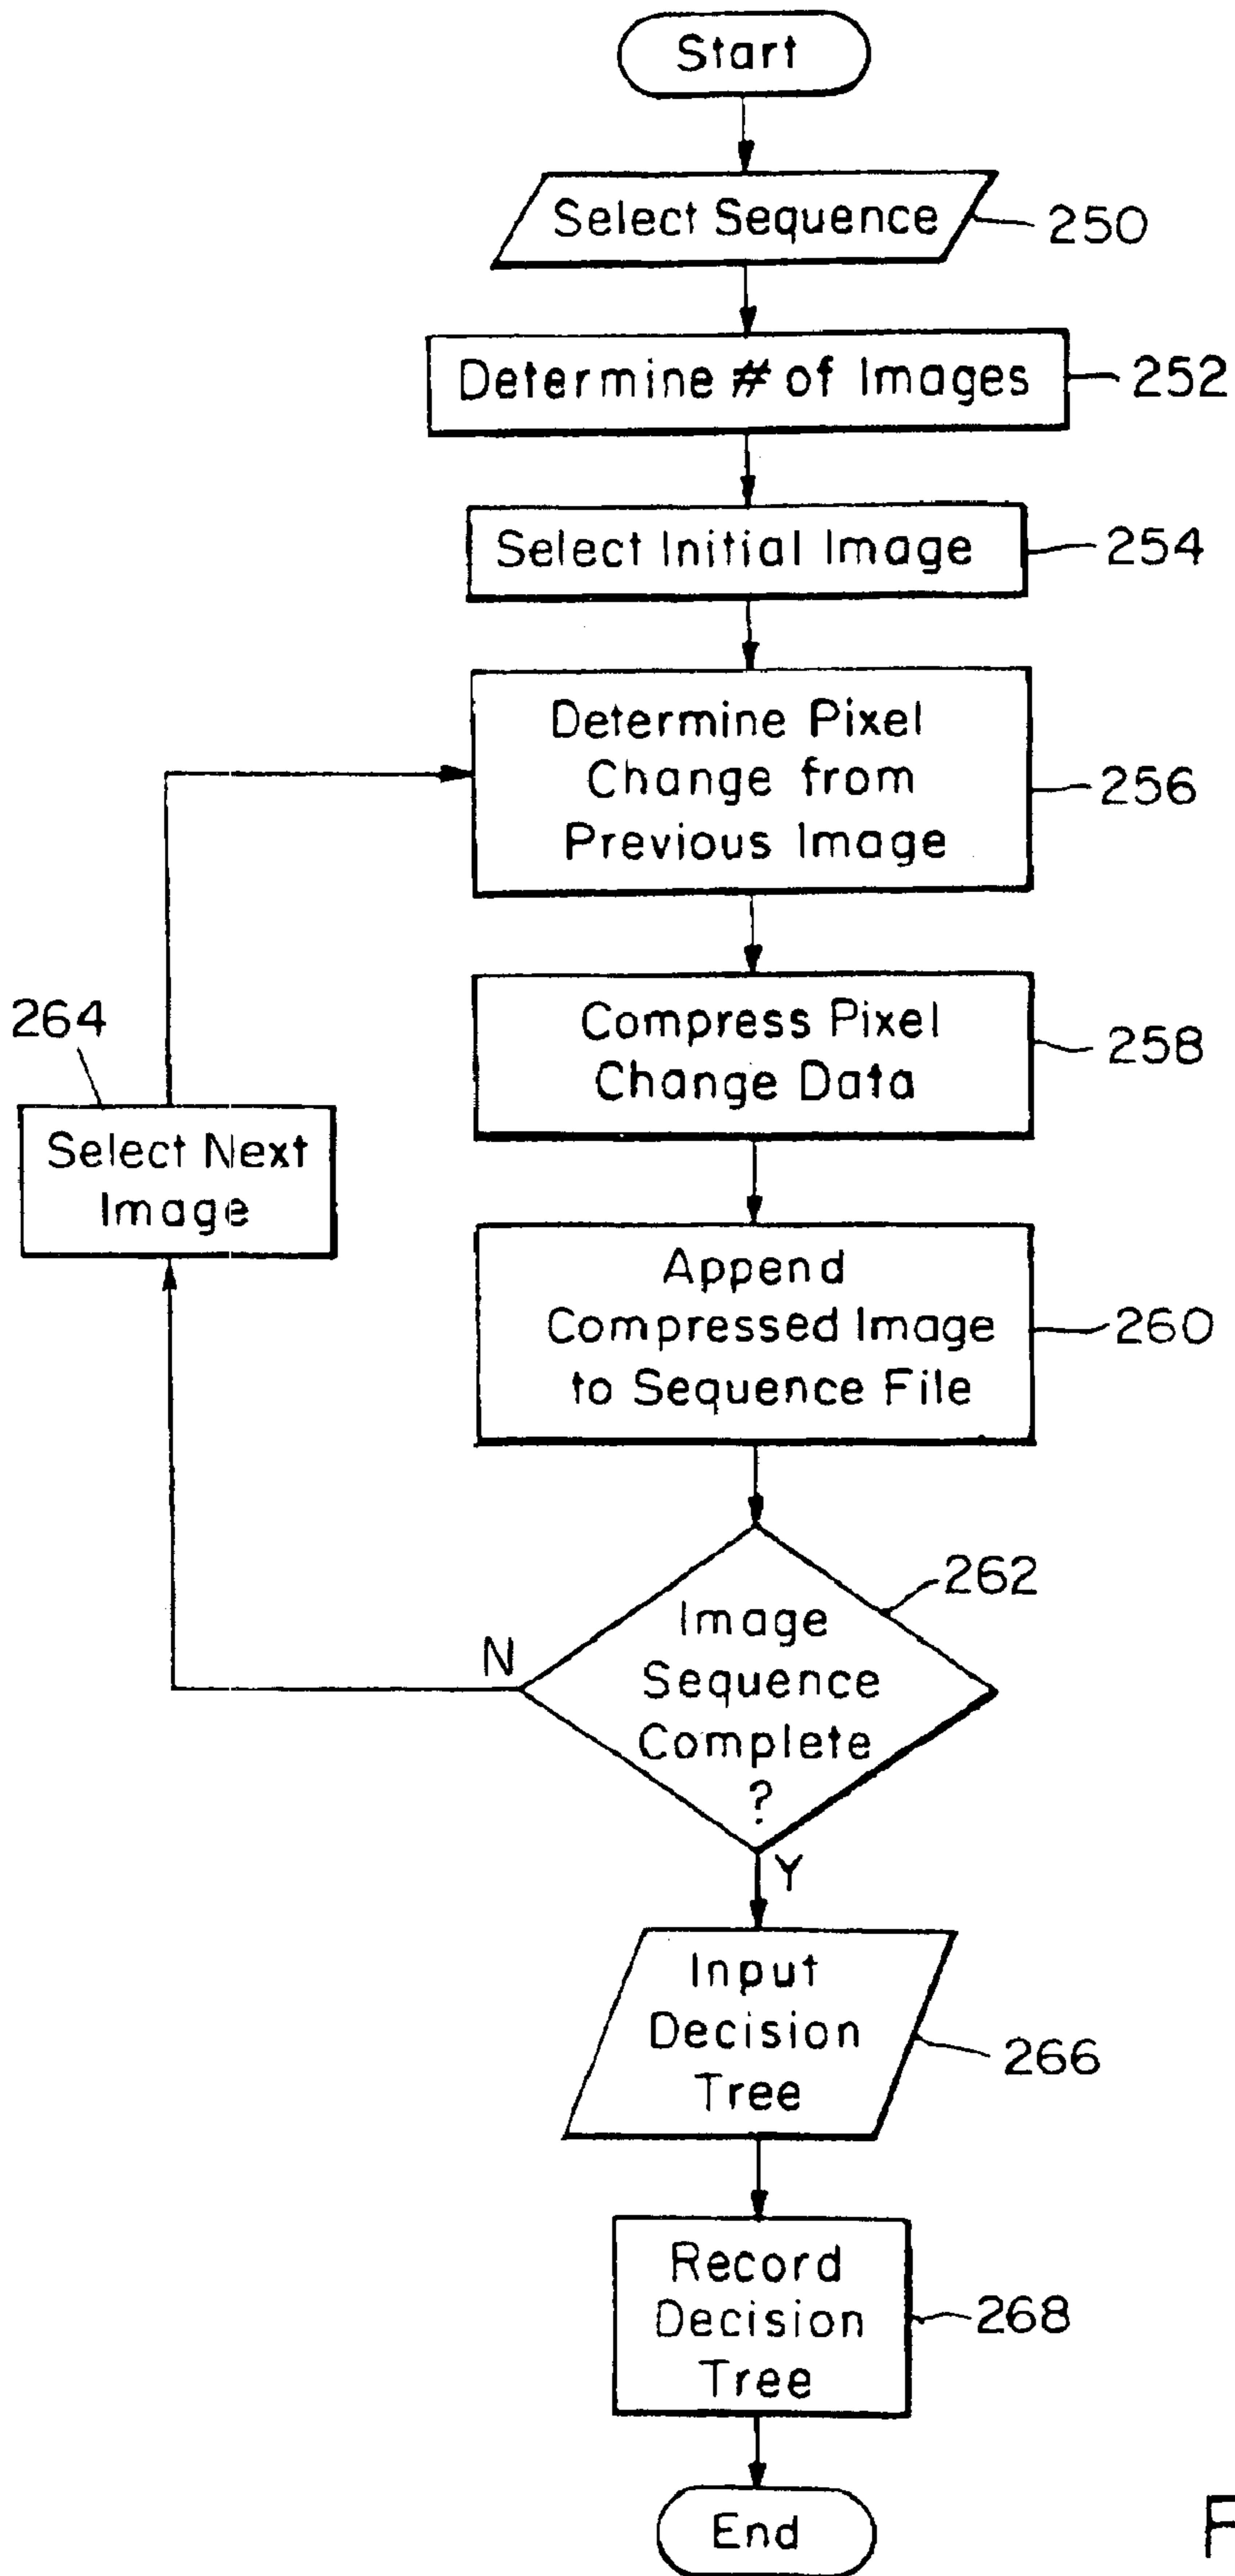 Start
Select Sequence
250
Determine # of Images
252
Select Initial Image
254
Determine Pixel
Change from
Previous Image
256
Compress Pixel
Change Data
258
264
Select Next
Image
Append
Compressed Image
to Sequence File
260
262
Image
Sequence
Complete
?
N
Y
Input
Decision
Tree
266
Record
Decision
Tree
268
End